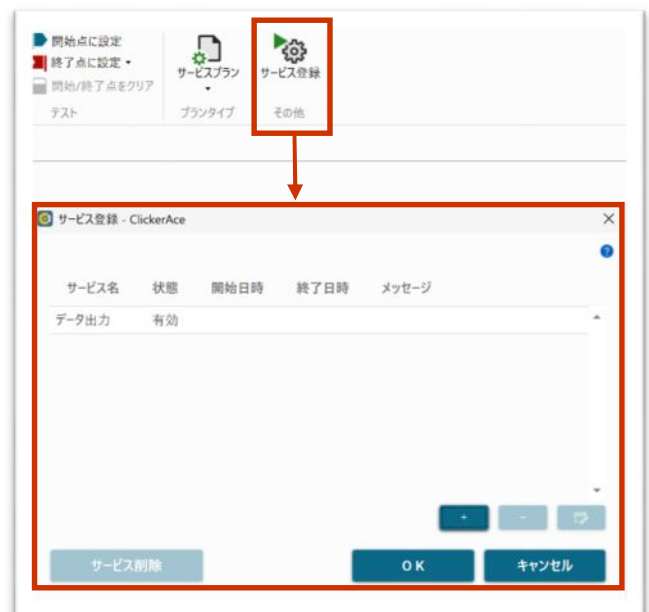 開始点に設定
終了点に設定
開始/終了点をクリア
テスト
サービスプラン
プランタイプ
サービス登録
その他
サービス登録 - ClickerAce
サービス名 状態 開始日時 終了日時 メッセージ
データ出力 有効
+ -
サービス削除 OK キャンセル